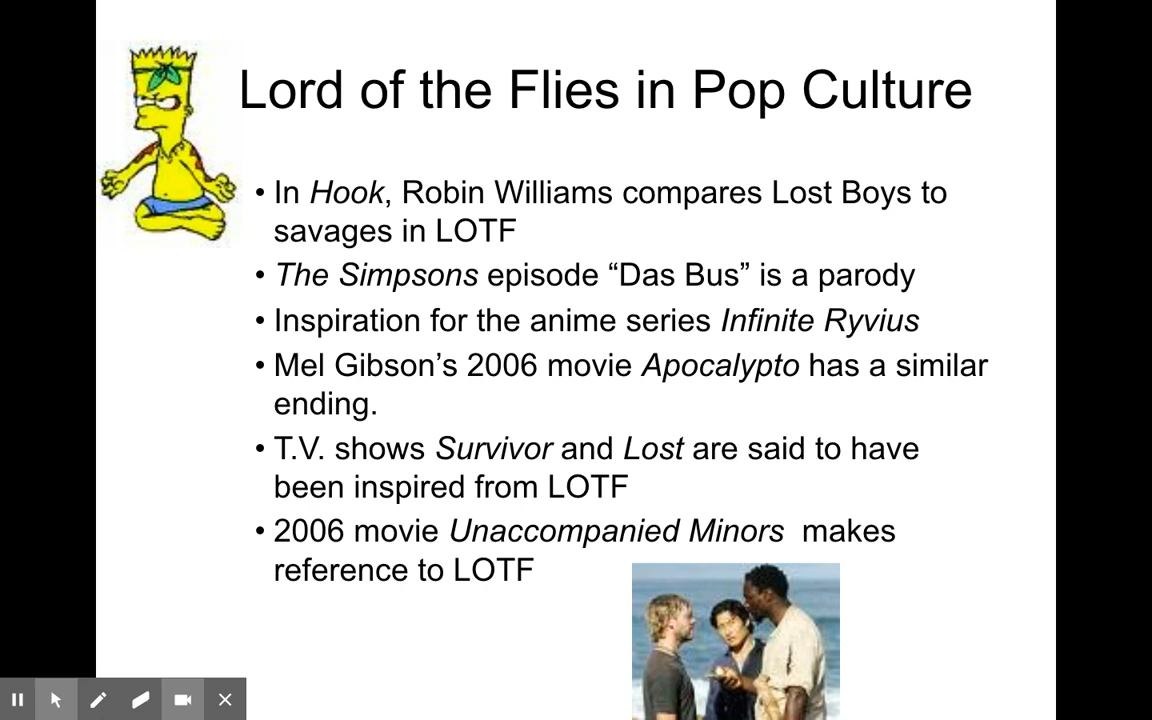 Lord of the Flies in Pop Culture
• In Hook, Robin Williams compares Lost Boys to
savages in LOTF
• The Simpsons episode “Das Bus” is a parody
• Inspiration for the anime series Infinite Ryvius
• Mel Gibson’s 2006 movie Apocalypto has a similar
ending.
• T.V. shows Survivor and Lost are said to have
been inspired from LOTF
• 2006 movie Unaccompanied Minors  makes
reference to LOTF